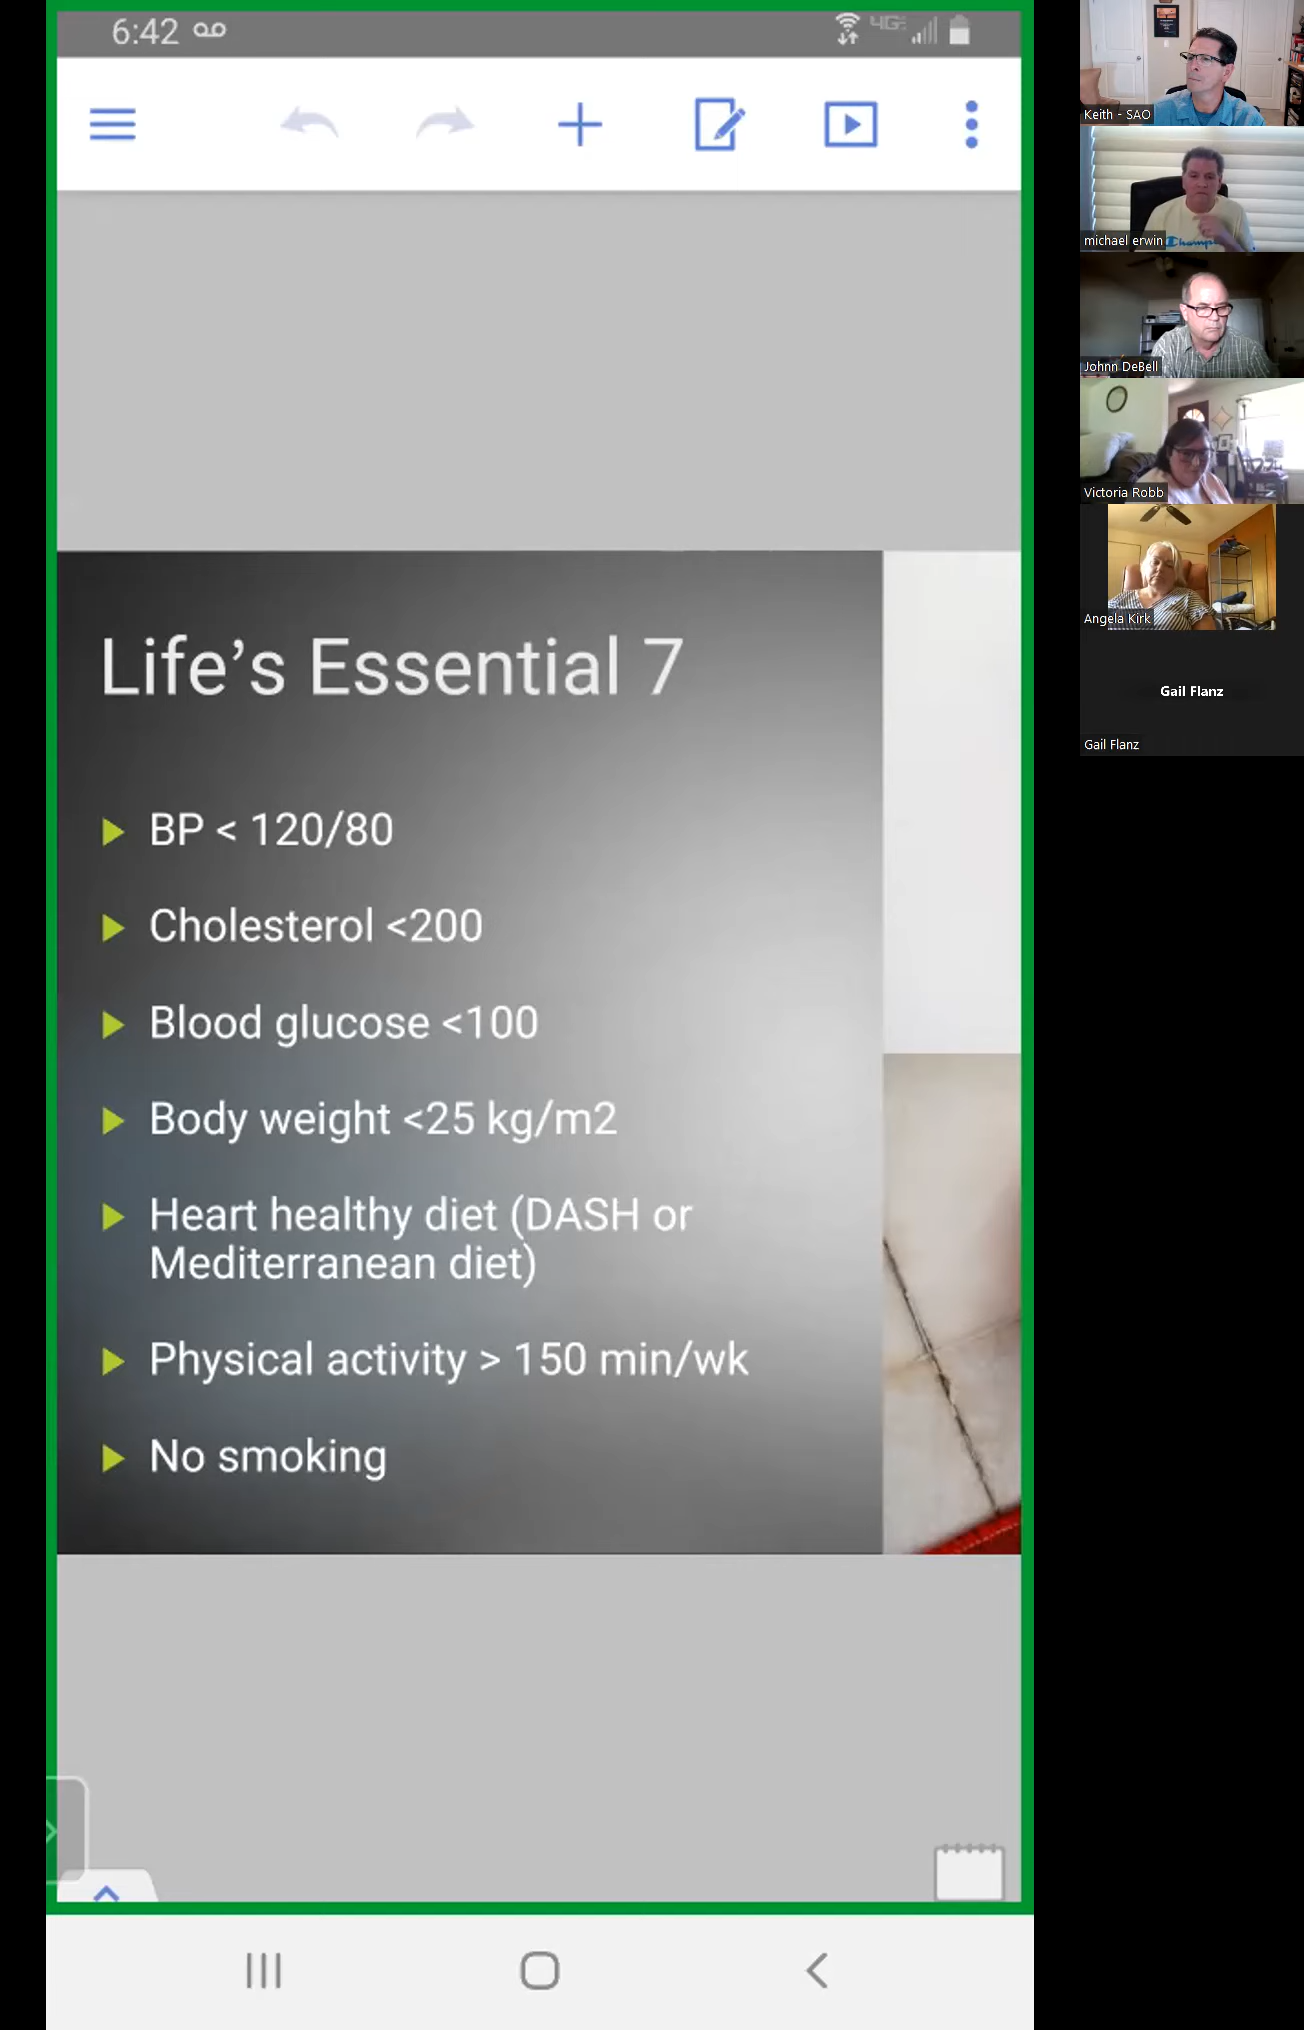 6:42
4G
Life's Essential 7
BP < 120/80
Cholesterol <200
Blood glucose <100
Body weight <25 kg/m2
Heart healthy diet (DASH or
Mediterranean diet)
Physical activity > 150 min/wk
No smoking
Keith - SAO
michael erwin
Champ
Johnn DeBell
Victoria Robb
Angela Kirk
Gail Flanz
Gail Flanz